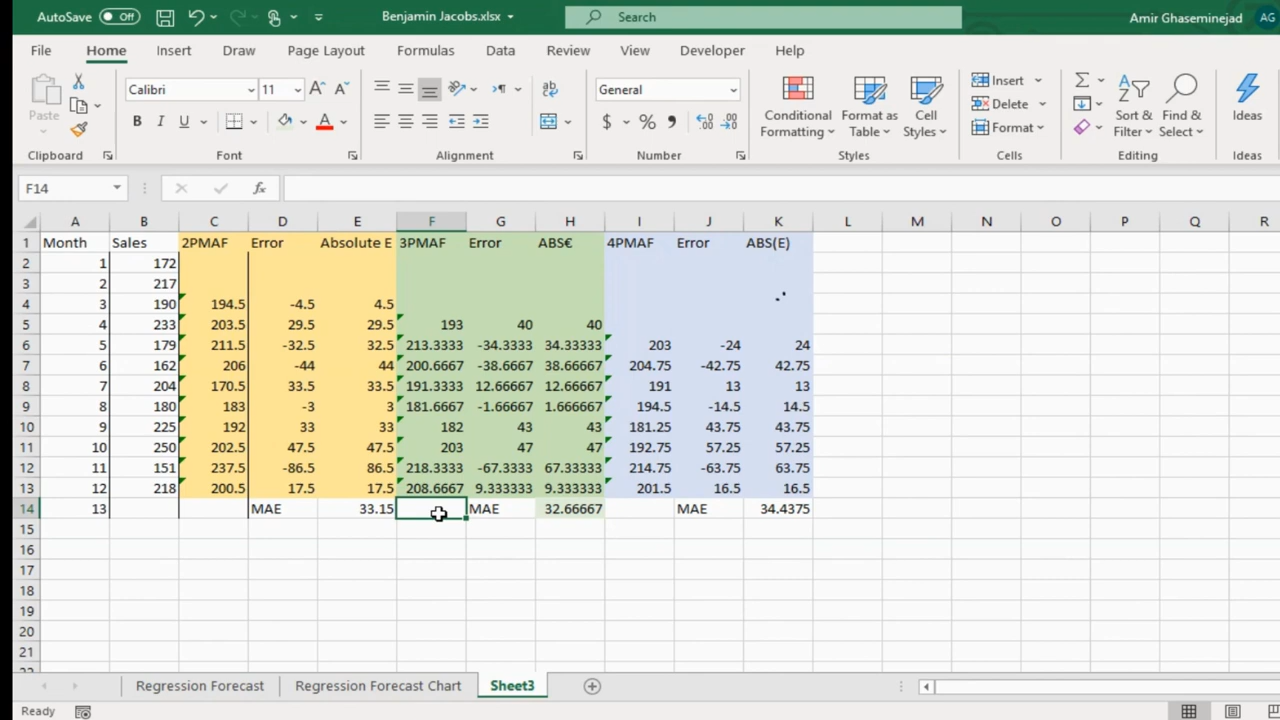 AutoSave Off Benjamin Jacobs.xlsx Search Amir Ghaseminejad AG
File Home Insert Draw Page Layout Formulas Data Review View Developer Help
Paste Calibri 11 General Conditional Formatting Format as Table Cell Styles Insert Delete Format Sort & Filter Find & Select Ideas
Clipboard Font Alignment Number Styles Cells Editing Ideas
F14 fx
A B C D E F G H I J K L M N O P Q R
1 Month Sales 2PMAF Error Absolute E 3PMAF Error ABS€ 4PMAF Error ABS(E)
2 1 172
3 2 217
4 3 190 194.5 -4.5 4.5
5 4 233 203.5 29.5 29.5 193 40 40
6 5 179 211.5 -32.5 32.5 213.3333 -34.3333 34.33333 203 -24 24
7 6 162 206 -44 44 200.6667 -38.6667 38.66667 204.75 -42.75 42.75
8 7 204 170.5 33.5 33.5 191.3333 12.66667 12.66667 191 13 13
9 8 180 183 -3 3 181.6667 -1.66667 1.666667 194.5 -14.5 14.5
10 9 225 192 33 33 182 43 43 181.25 43.75 43.75
11 10 250 202.5 47.5 47.5 203 47 47 192.75 57.25 57.25
12 11 151 237.5 -86.5 86.5 218.3333 -67.3333 67.33333 214.75 -63.75 63.75
13 12 218 200.5 17.5 17.5 208.6667 9.333333 9.333333 201.5 16.5 16.5
14 13 MAE 33.15 MAE 32.66667 MAE 34.4375
15
16
17
18
19
20
21
Regression Forecast Regression Forecast Chart Sheet3
Ready